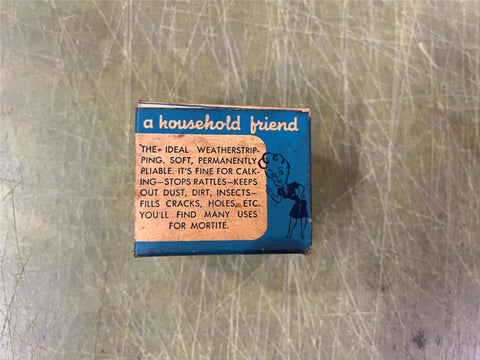 a household friend
THE IDEAL WEATHERSTRIP-
PING. SOFT, PERMANENTLY
PLIABLE. IT'S FINE FOR CALK-
ING—STOPS RATTLES—KEEPS
OUT DUST, DIRT, INSECTS—
FILLS CRACKS, HOLES, ETC.
YOU'LL FIND MANY USES
FOR MORTITE.